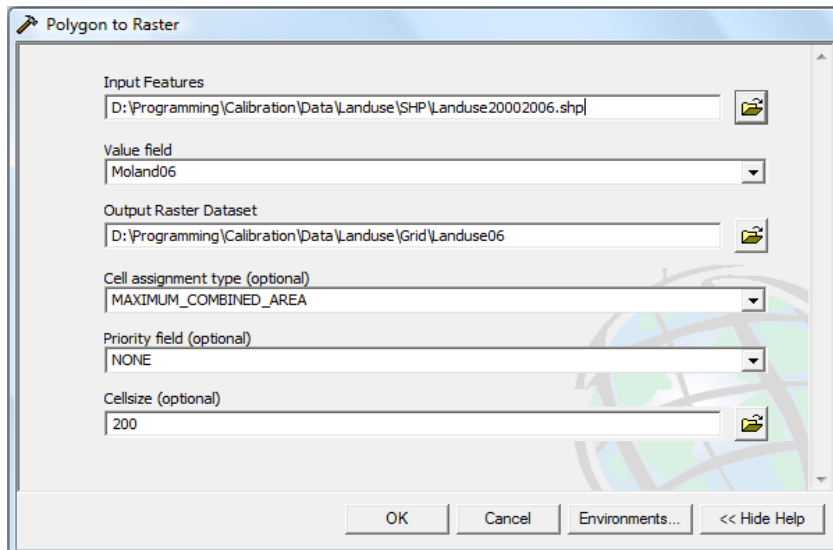 Polygon to Raster
Input Features
D:\Programming\Calibration\Data\Landuse\SHP\Landuse20002006.shp
Value field
Moland06
Output Raster Dataset
D:\Programming\Calibration\Data\Landuse\Grid\Landuse06
Cell assignment type (optional)
MAXIMUM_COMBINED_AREA
Priority field (optional)
NONE
Cellsize (optional)
200
OK Cancel Environments... << Hide Help